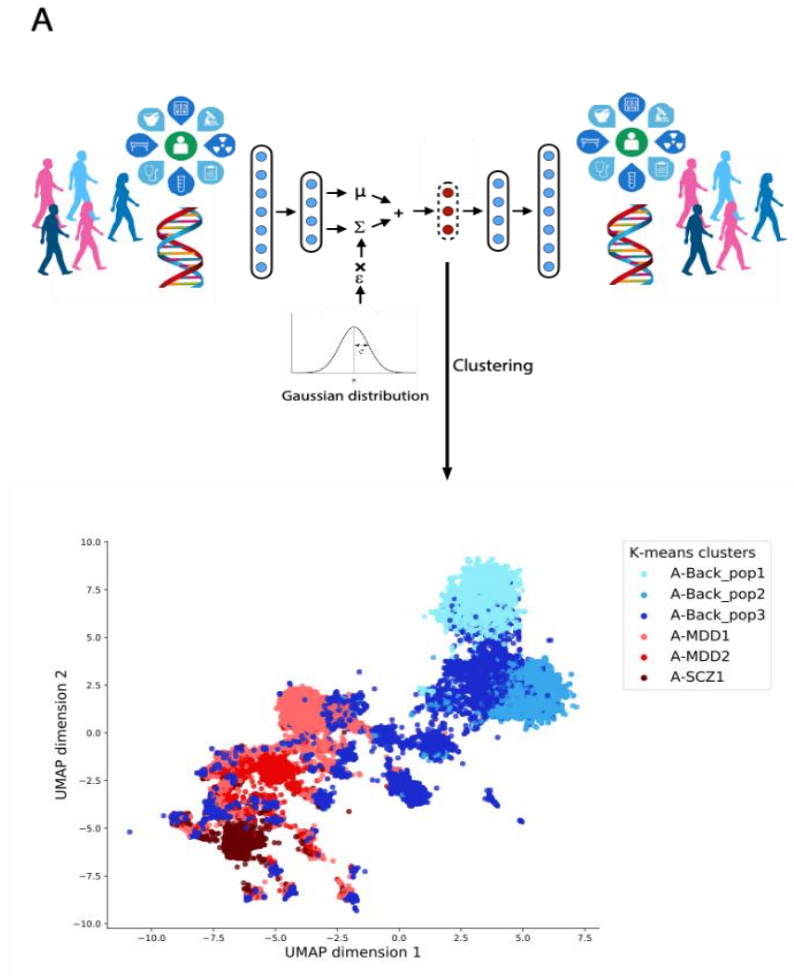 A
μ
Σ
+
×
ε
Gaussian distribution
Clustering
K-means clusters
A-Back_pop1
A-Back_pop2
A-Back_pop3
A-MDD1
A-MDD2
A-SCZ1
UMAP dimension 2
10.0
7.5
5.0
2.5
0.0
−2.5
−5.0
−7.5
−10.0
−10.0 −7.5 −5.0 −2.5 0.0 2.5 5.0 7.5
UMAP dimension 1